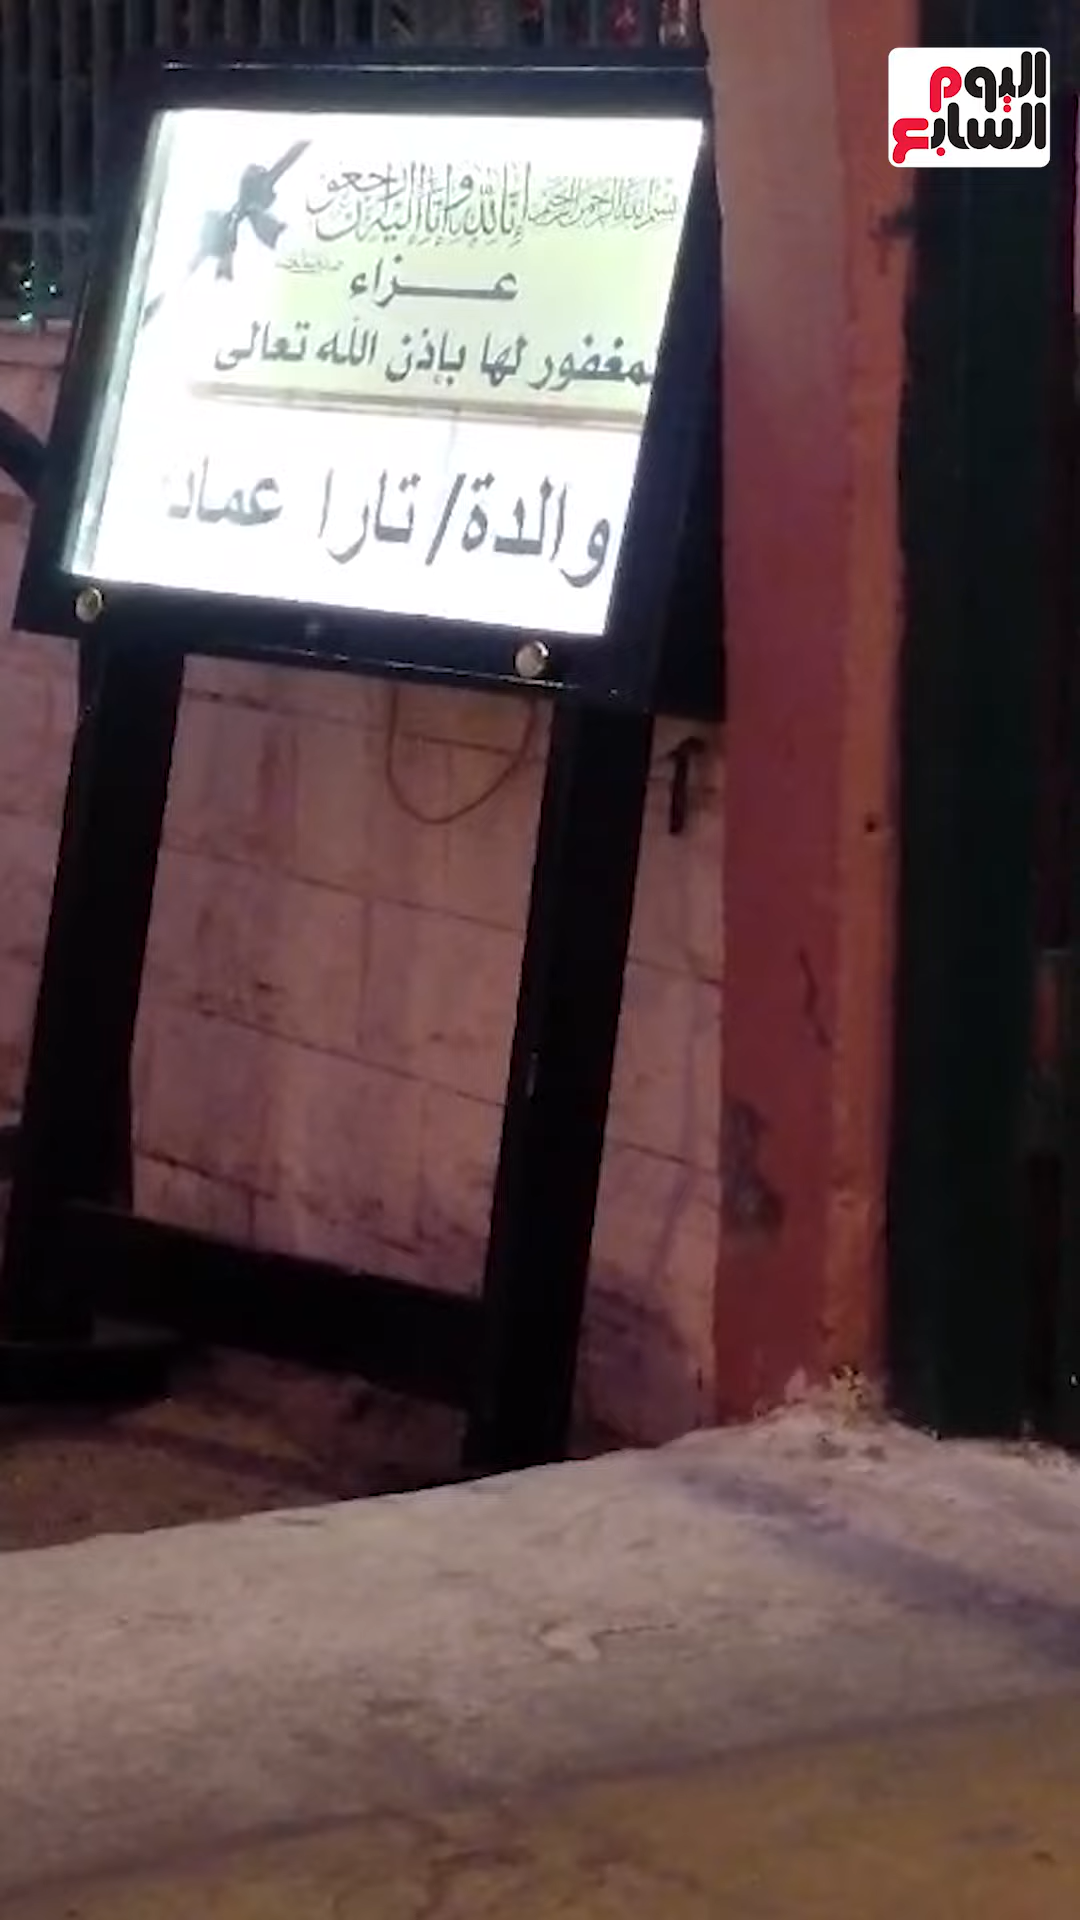 اليوم
السابع
بسم الله الرحمن الرحيم
إنا لله وإنا إليه راجعون
عزاء
لمغفور لها بإذن الله تعالى
والدة/ تارا عماد